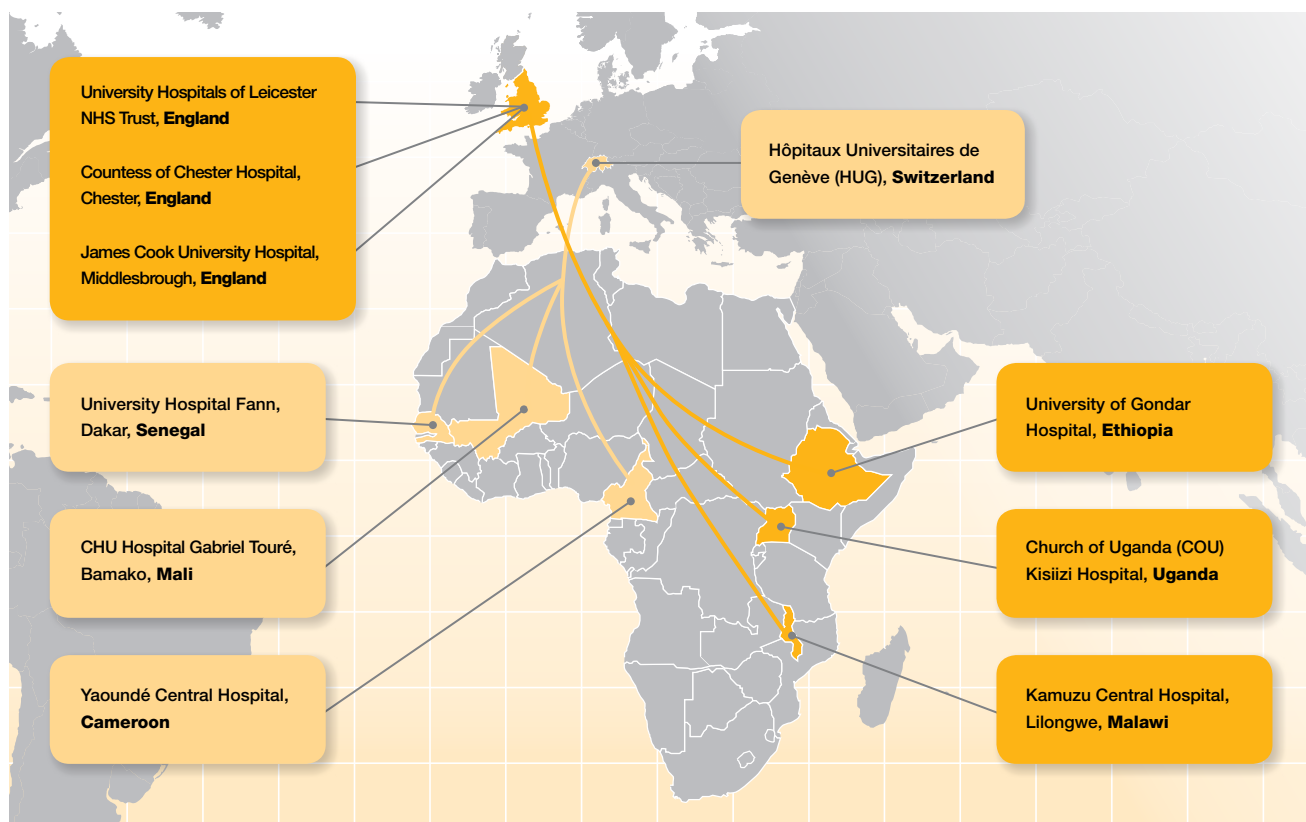 University Hospitals of Leicester
NHS Trust, England
Countess of Chester Hospital,
Chester, England
James Cook University Hospital,
Middlesbrough, England
Hôpitaux Universitaires de
Genève (HUG), Switzerland
University Hospital Fann,
Dakar, Senegal
CHU Hospital Gabriel Touré,
Bamako, Mali
Yaoundé Central Hospital,
Cameroon
University of Gondar
Hospital, Ethiopia
Church of Uganda (COU)
Kisiizi Hospital, Uganda
Kamuzu Central Hospital,
Lilongwe, Malawi